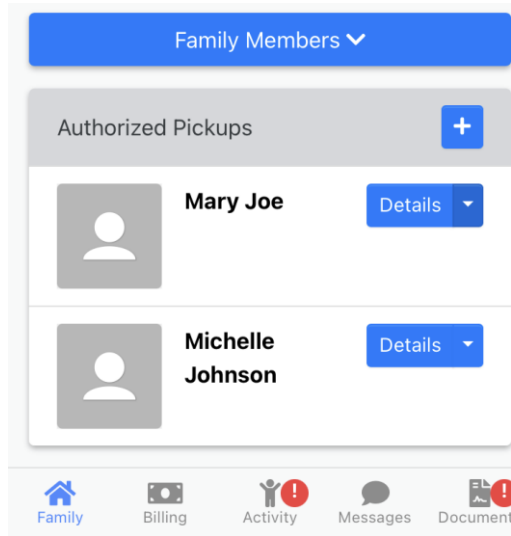 Family Members
Authorized Pickups
+
Mary Joe
Details
Michelle
Johnson
Details
Family
Billing
Activity
Messages
Document